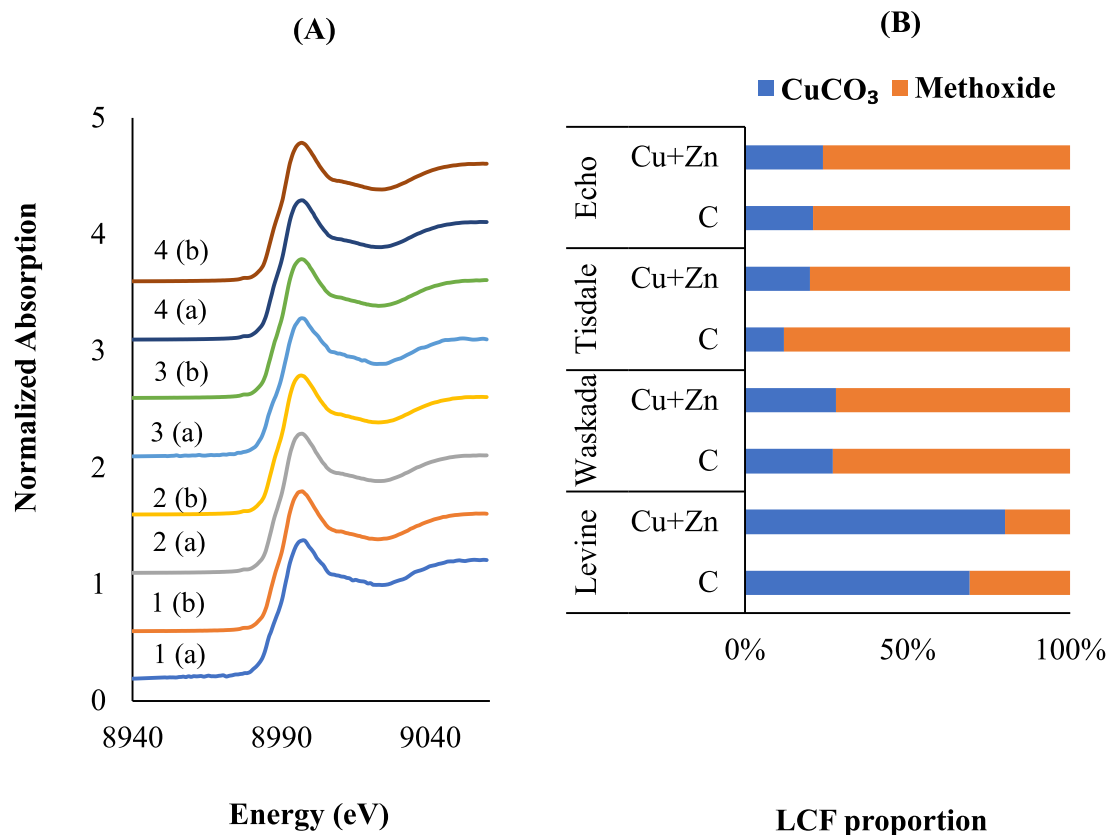 (A)
Normalized Absorption
5
4
3
2
1
0
4 (b)
4 (a)
3 (b)
3 (a)
2 (b)
2 (a)
1 (b)
1 (a)
8940 8990 9040
Energy (eV)
(B)
CuCO₃ Methoxide
Echo
Cu+Zn
C
Tisdale
Cu+Zn
C
Waskada
Cu+Zn
C
Levine
Cu+Zn
C
0% 50% 100%
LCF proportion